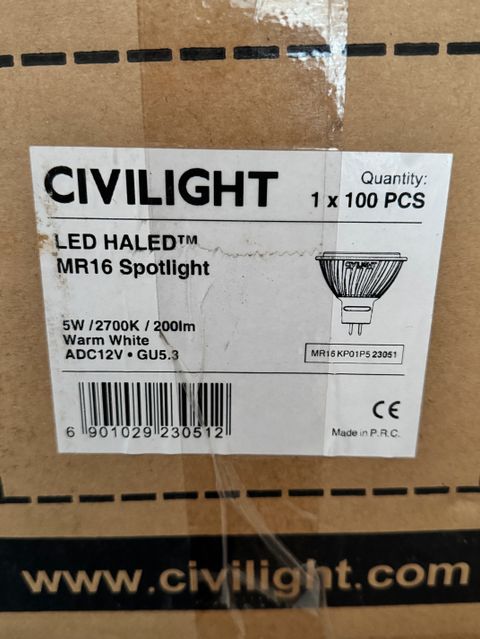 CIVILIGHT
Quantity:
1 x 100 PCS
LED HALED™
MR16 Spotlight
CIVILIGHT
5W / 2700K / 200lm
Warm White
ADC12V • GU5.3
MR16 KP01P5 23051
6 901029 230512
CE
Made in P.R.C.
www.civilight.com